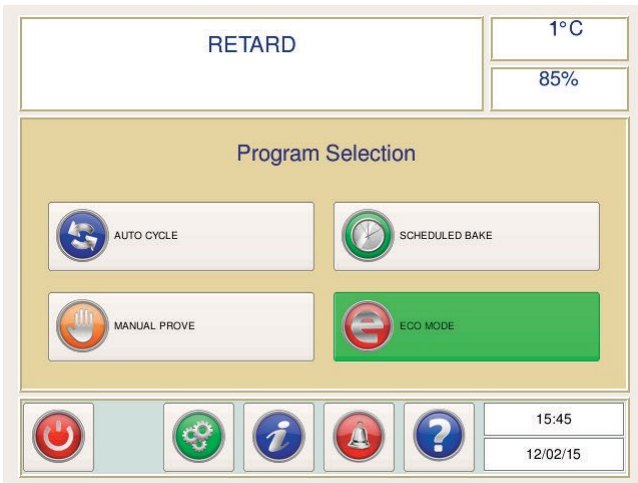 RETARD
1°C
85%
Program Selection
AUTO CYCLE
SCHEDULED BAKE
MANUAL PROVE
e ECO MODE
i
?
15:45
12/02/15